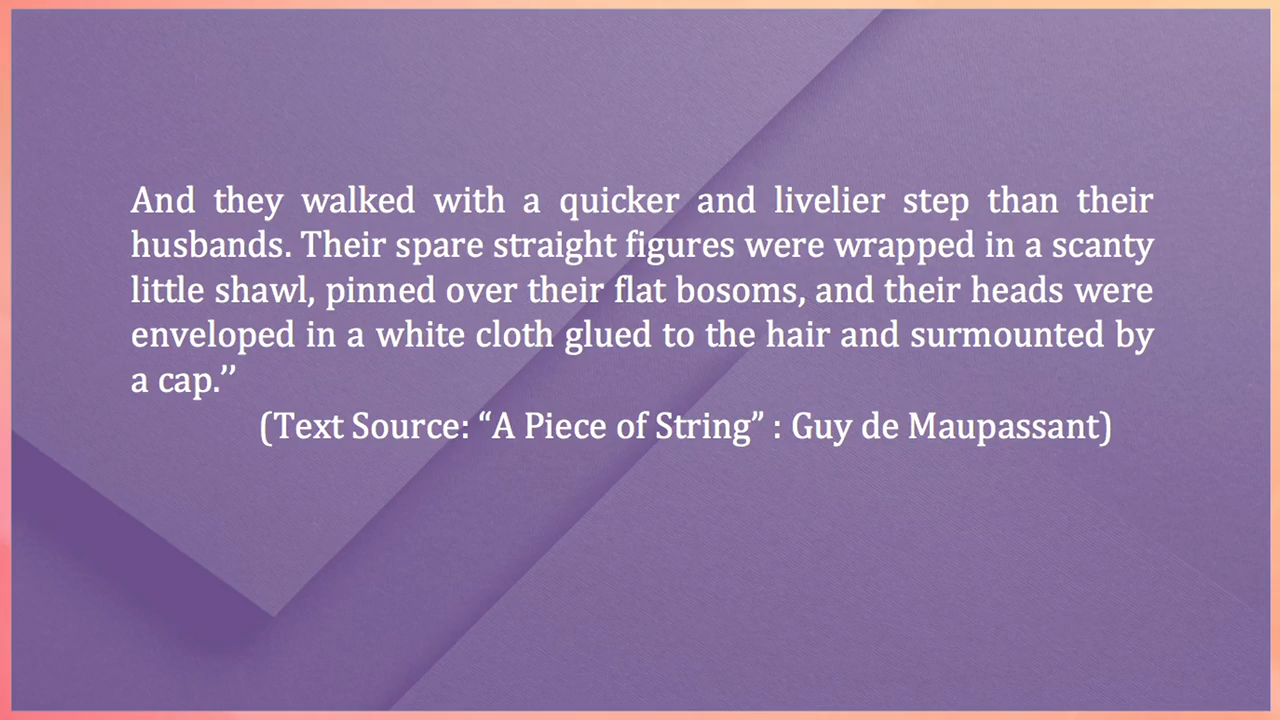 And they walked with a quicker and livelier step than their
husbands. Their spare straight figures were wrapped in a scanty
little shawl, pinned over their flat bosoms, and their heads were
enveloped in a white cloth glued to the hair and surmounted by
a cap.’’
(Text Source: “A Piece of String” : Guy de Maupassant)